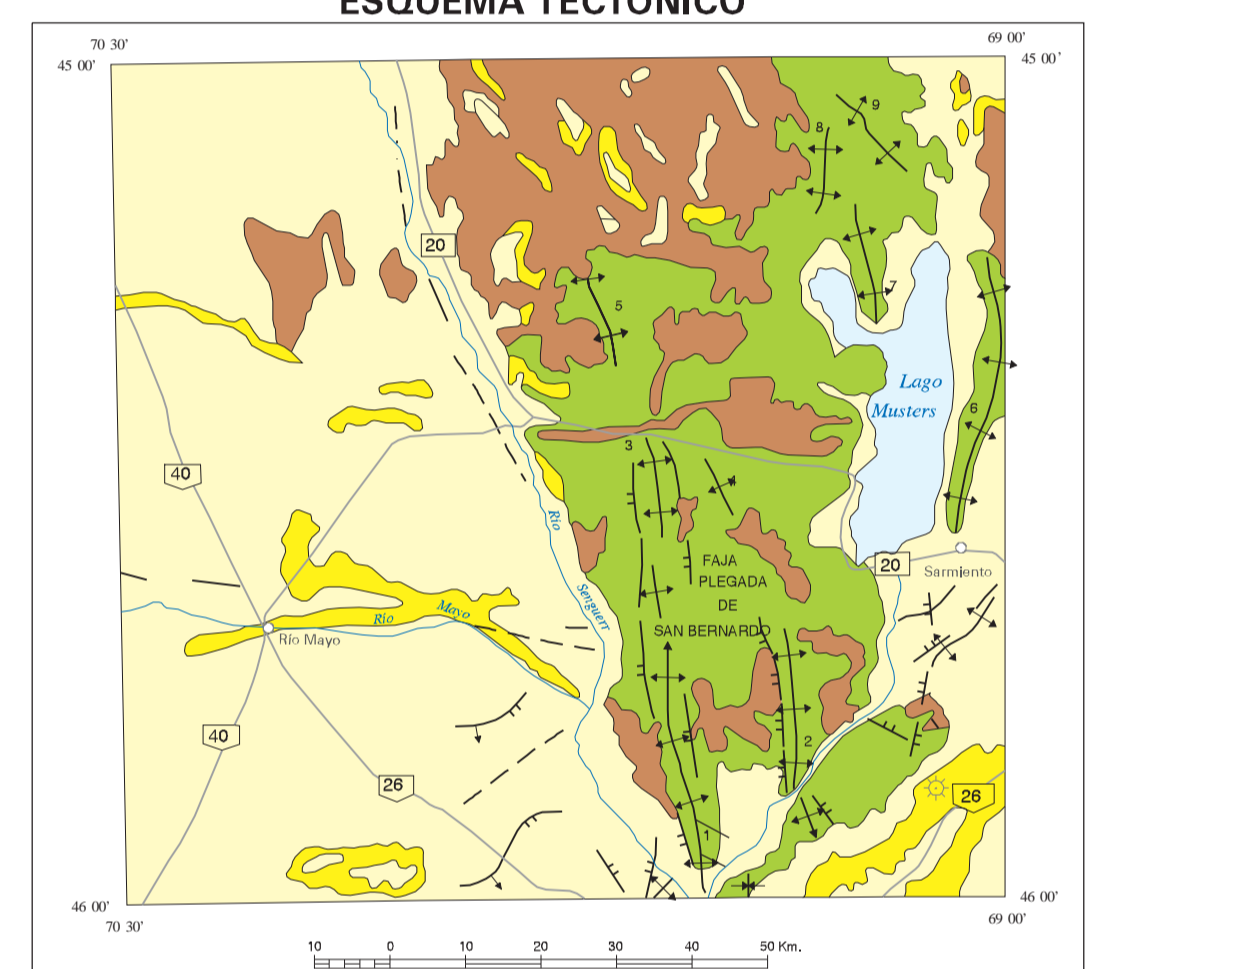 ESQUEMA TECTONICO
70 30'
69 00'
45 00'
45 00'
9
8
20
7
5
Lago
Musters
6
3
40
4
Río
FAJA
PLEGADA
DE
SAN BERNARDO
20
Sarmiento
Senguerr
Río
Mayo
Río Mayo
40
2
26
26
1
46 00'
46 00'
70 30'
69 00'
10 0 10 20 30 40 50 Km.